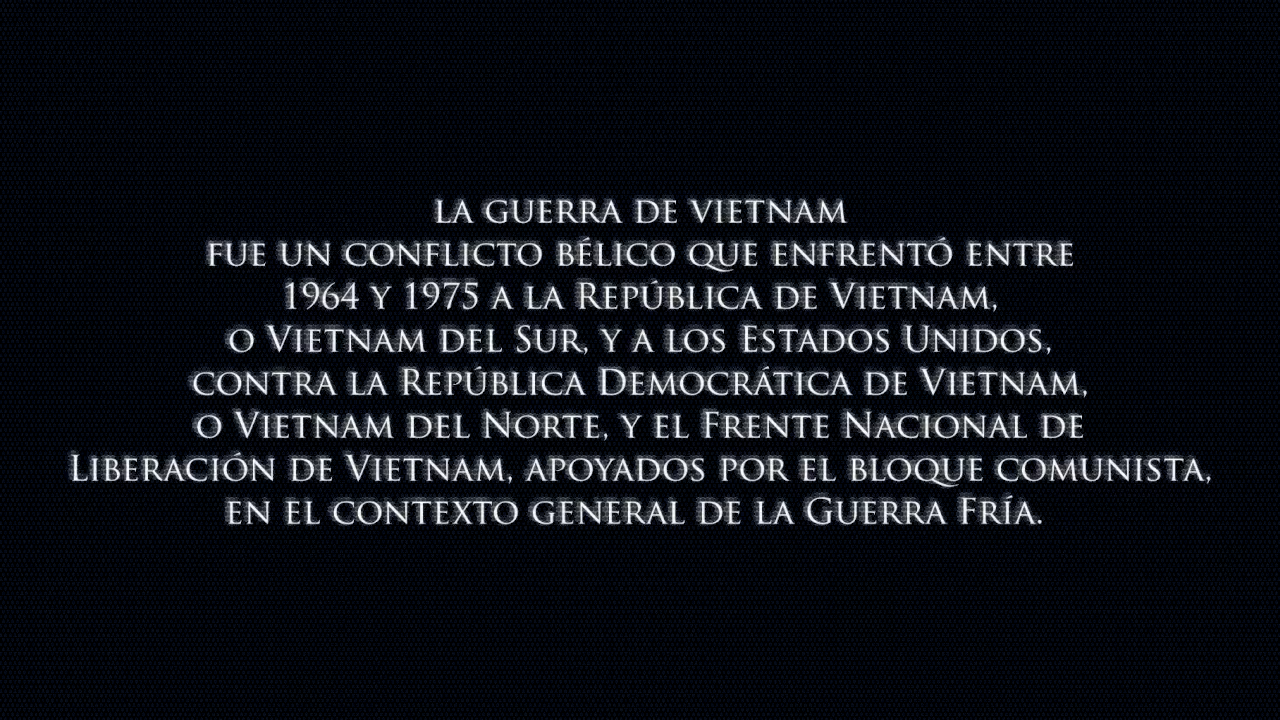 la guerra de vietnam
fue un conflicto bélico que enfrentó entre
1964 y 1975 a la República de Vietnam,
o Vietnam del Sur, y a los Estados Unidos,
contra la República Democrática de Vietnam,
o Vietnam del Norte, y el Frente Nacional de
Liberación de Vietnam, apoyados por el bloque comunista,
en el contexto general de la Guerra Fría.